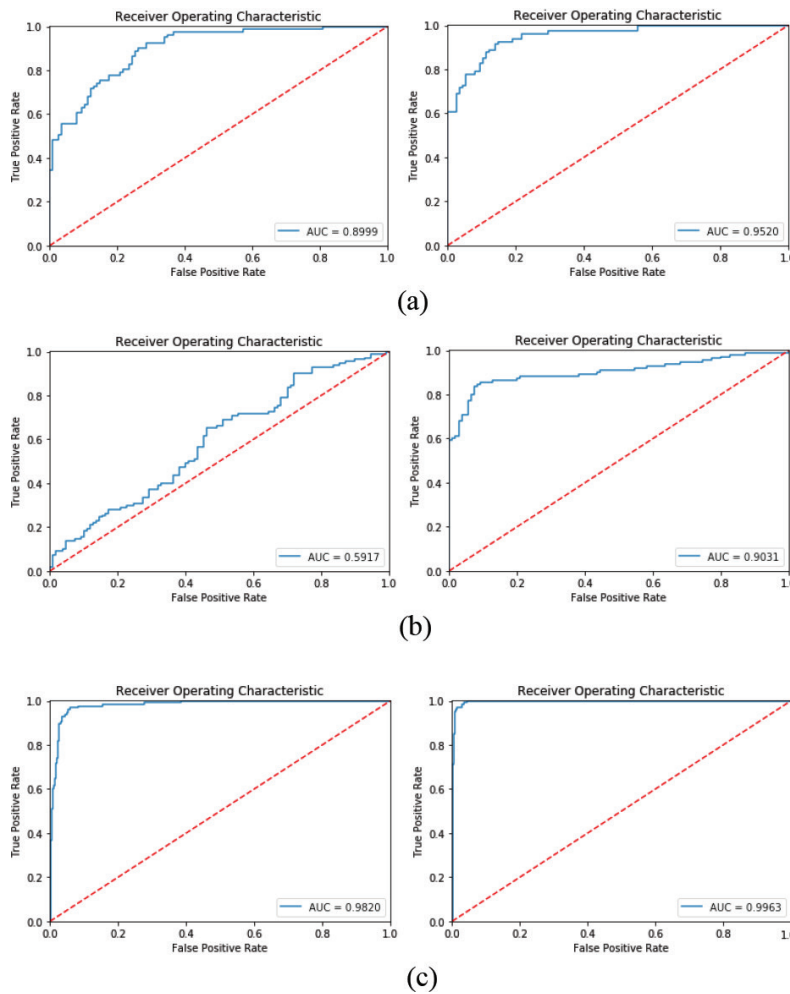 Receiver Operating Characteristic Receiver Operating Characteristic
1.0 1.0
0.8 0.8
0.6 0.6
True Positive Rate True Positive Rate
0.4 0.4
0.2 0.2
AUC = 0.8999 AUC = 0.9520
0.0 0.0
0.0 0.2 0.4 0.6 0.8 1.0 0.0 0.2 0.4 0.6 0.8 1.0
False Positive Rate False Positive Rate
(a)
Receiver Operating Characteristic Receiver Operating Characteristic
1.0 1.0
0.8 0.8
0.6 0.6
True Positive Rate True Positive Rate
0.4 0.4
0.2 0.2
AUC = 0.5917 AUC = 0.9031
0.0 0.0
0.0 0.2 0.4 0.6 0.8 1.0 0.0 0.2 0.4 0.6 0.8 1.0
False Positive Rate False Positive Rate
(b)
Receiver Operating Characteristic Receiver Operating Characteristic
1.0 1.0
0.8 0.8
0.6 0.6
True Positive Rate True Positive Rate
0.4 0.4
0.2 0.2
AUC = 0.9820 AUC = 0.9963
0.0 0.0
0.0 0.2 0.4 0.6 0.8 1.0 0.0 0.2 0.4 0.6 0.8 1.0
False Positive Rate False Positive Rate
(c)